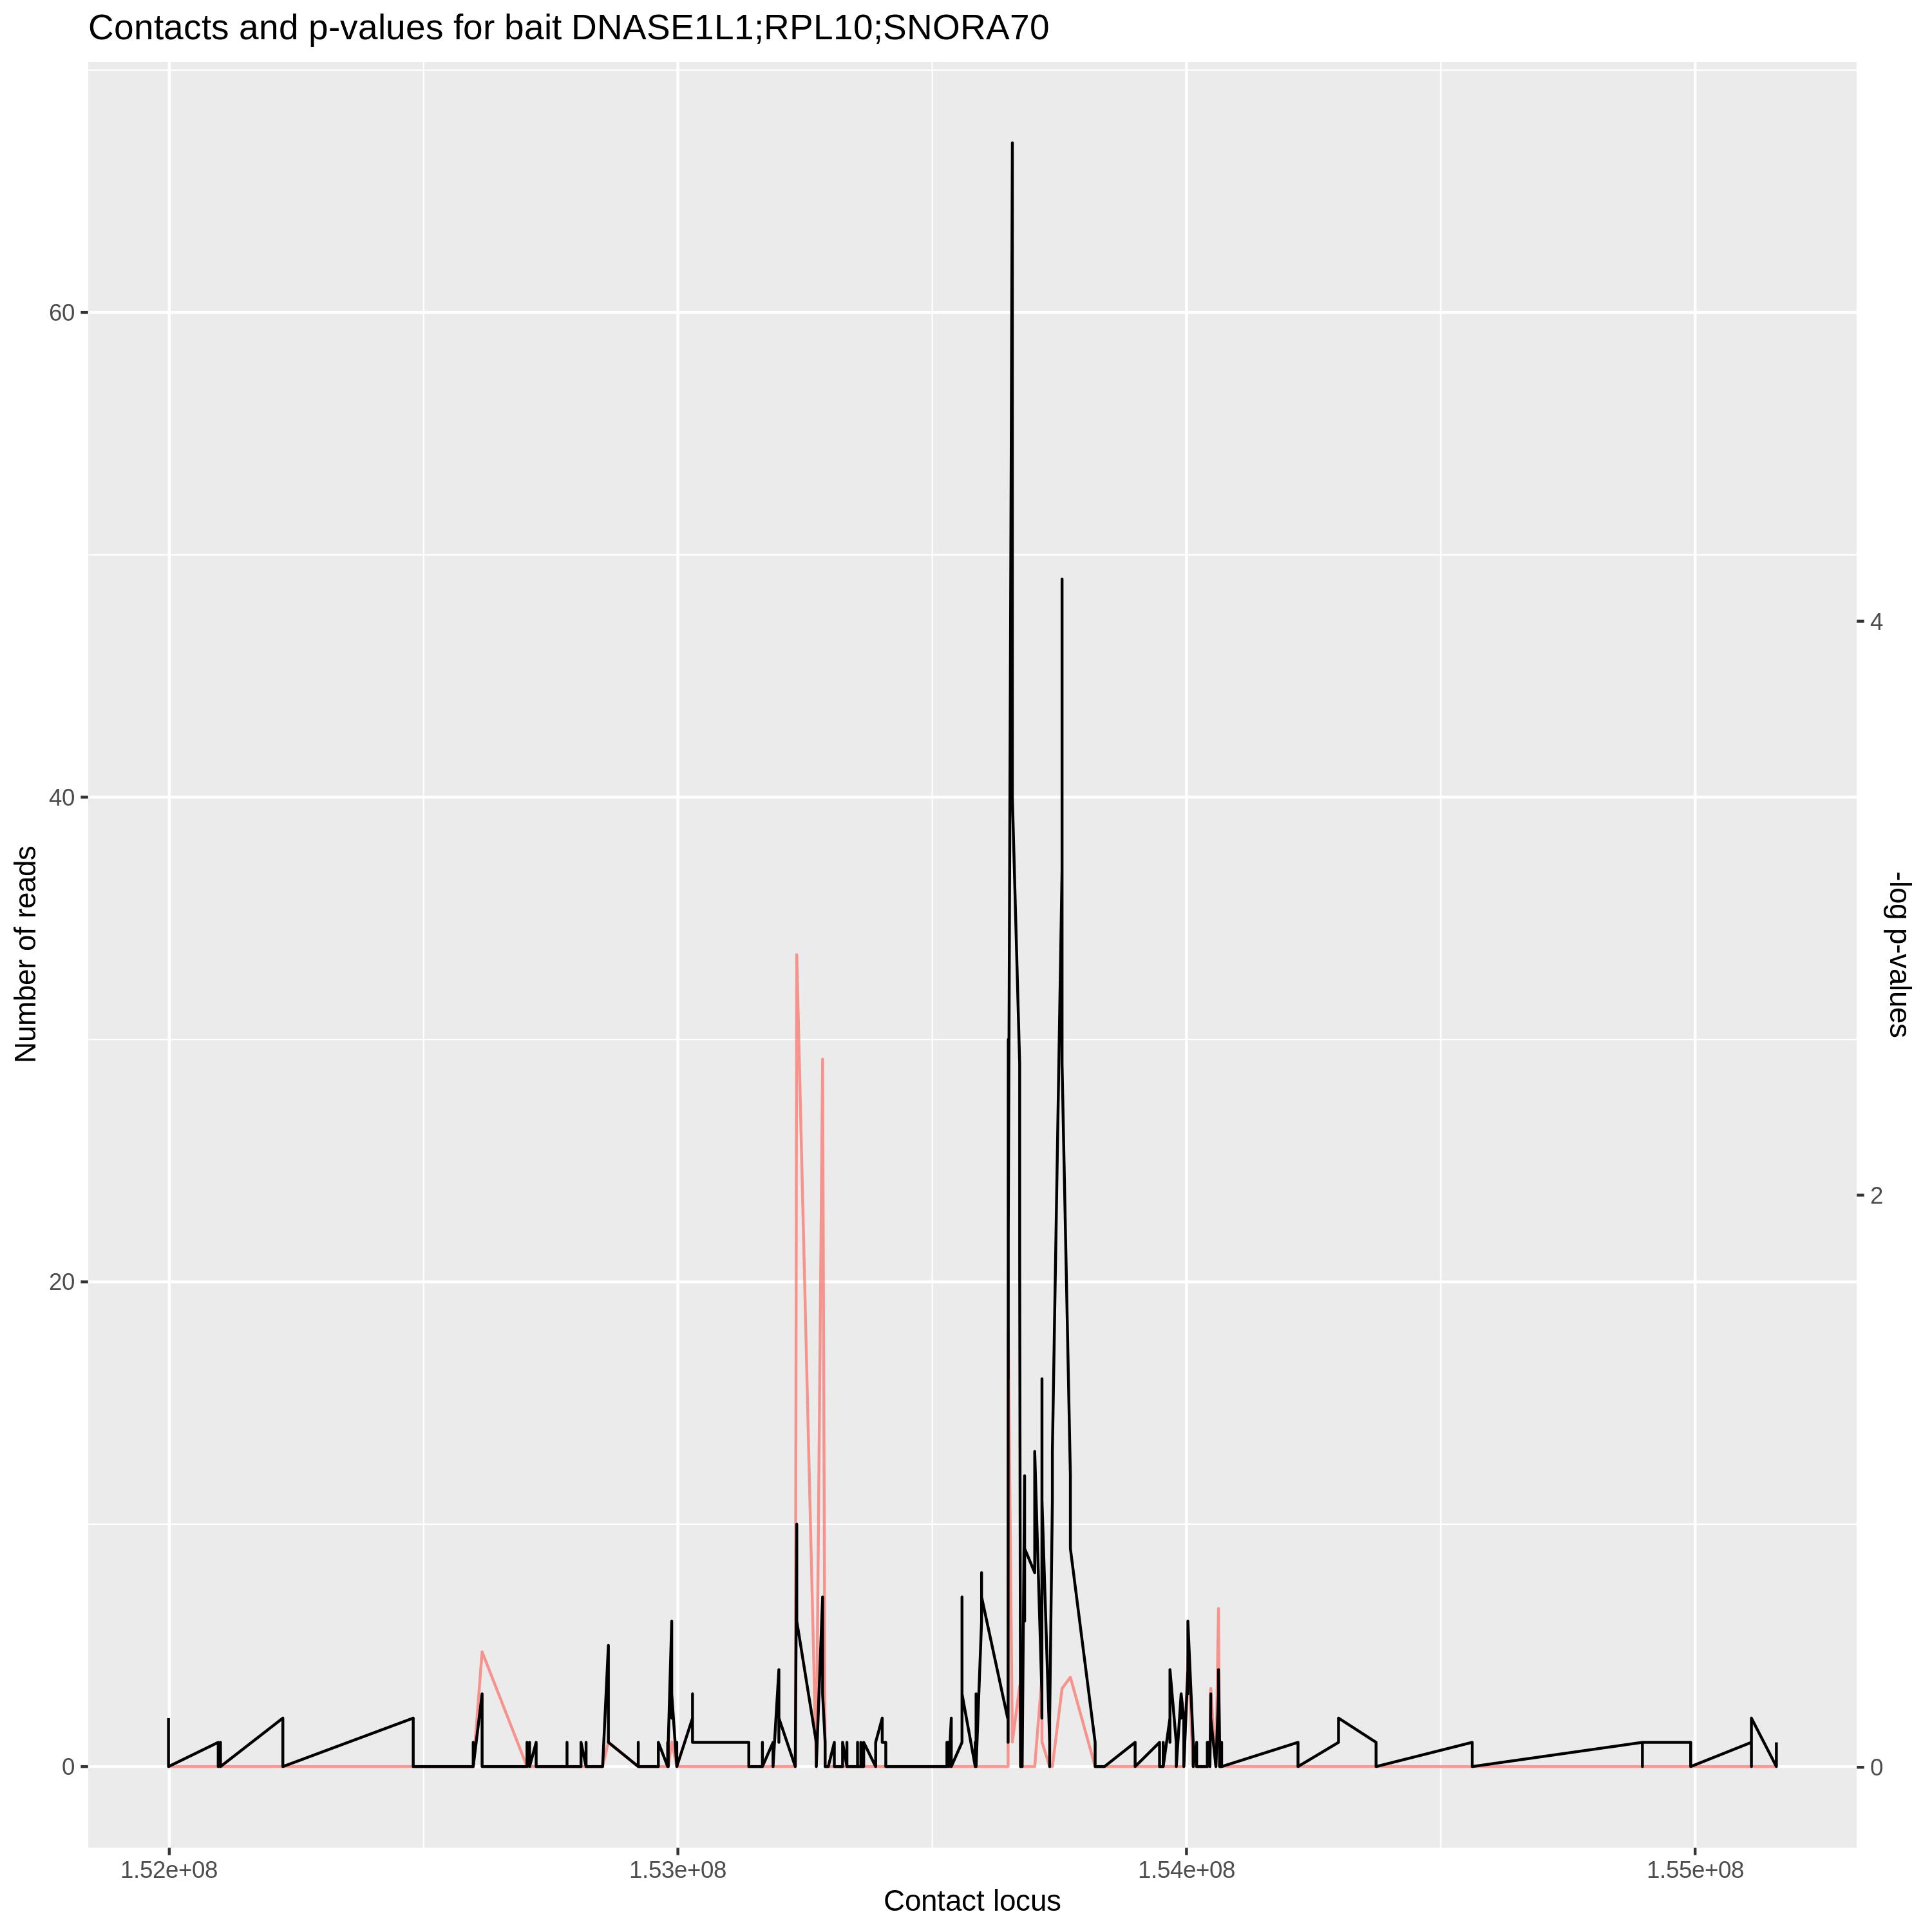 Contacts and p-values for bait DNASE1L1;RPL10;SNORA70
60
40
20
0
Number of reads
4
2
0
-log p-values
1.52e+08
1.53e+08
1.54e+08
1.55e+08
Contact locus